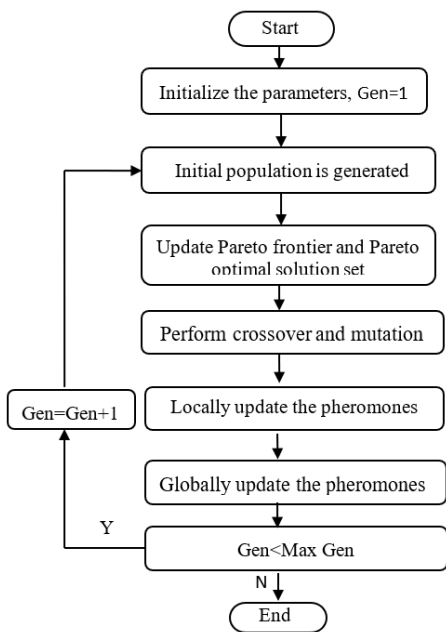 Start
Initialize the parameters, Gen=1
Initial population is generated
Update Pareto frontier and Pareto
optimal solution set
Perform crossover and mutation
Gen=Gen+1
Locally update the pheromones
Globally update the pheromones
Y
Gen<Max Gen
N
End